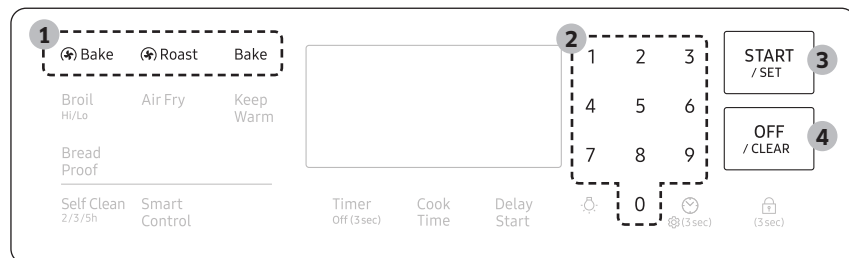 1
Bake Roast Bake
Broil Hi/Lo
Air Fry
Keep Warm
Bread Proof
Self Clean 2/3/5h
Smart Control
Timer Off (3 sec)
Cook Time
Delay Start
2
1 2 3
4 5 6
7 8 9
0
(3 sec)
(3 sec)
START / SET
3
OFF / CLEAR
4